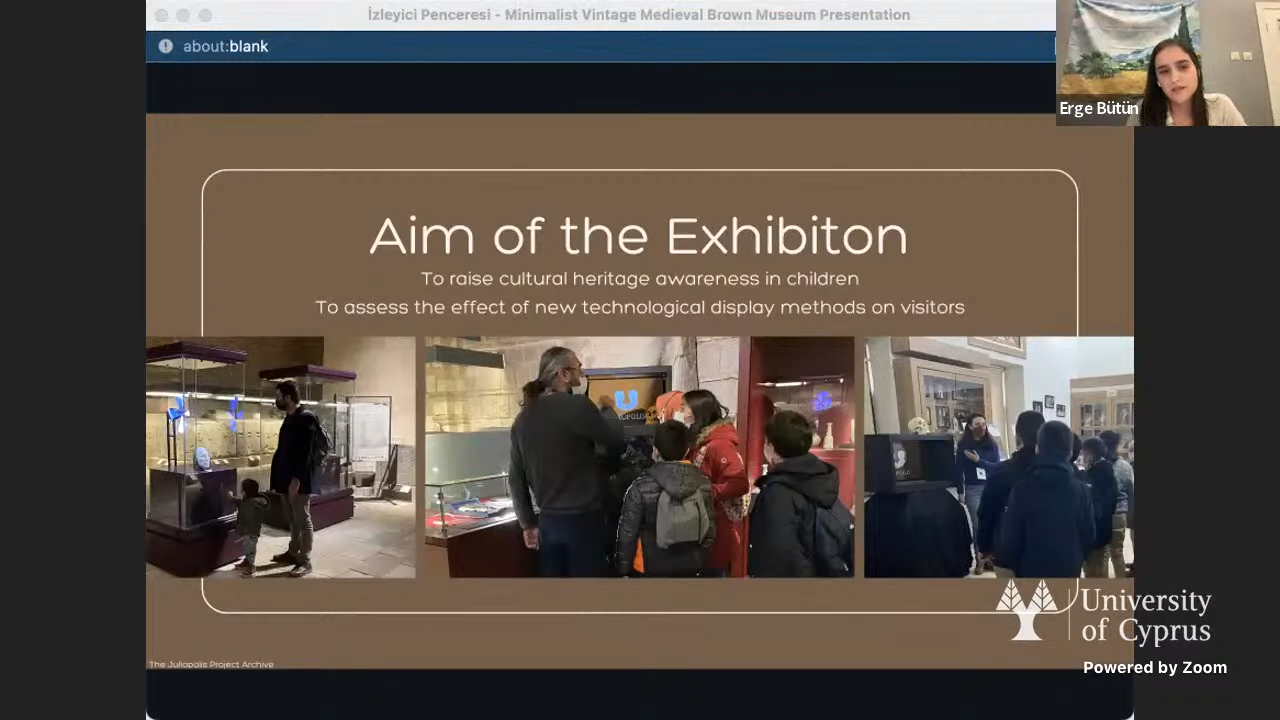 İzleyici Penceresi - Minimalist Vintage Medieval Brown Museum Presentation
about:blank
Erge Bütün
Aim of the Exhibiton
To raise cultural heritage awareness in children
To assess the effect of new technological display methods on visitors
University
of Cyprus
The Juliopolis Project Archive
Powered by Zoom